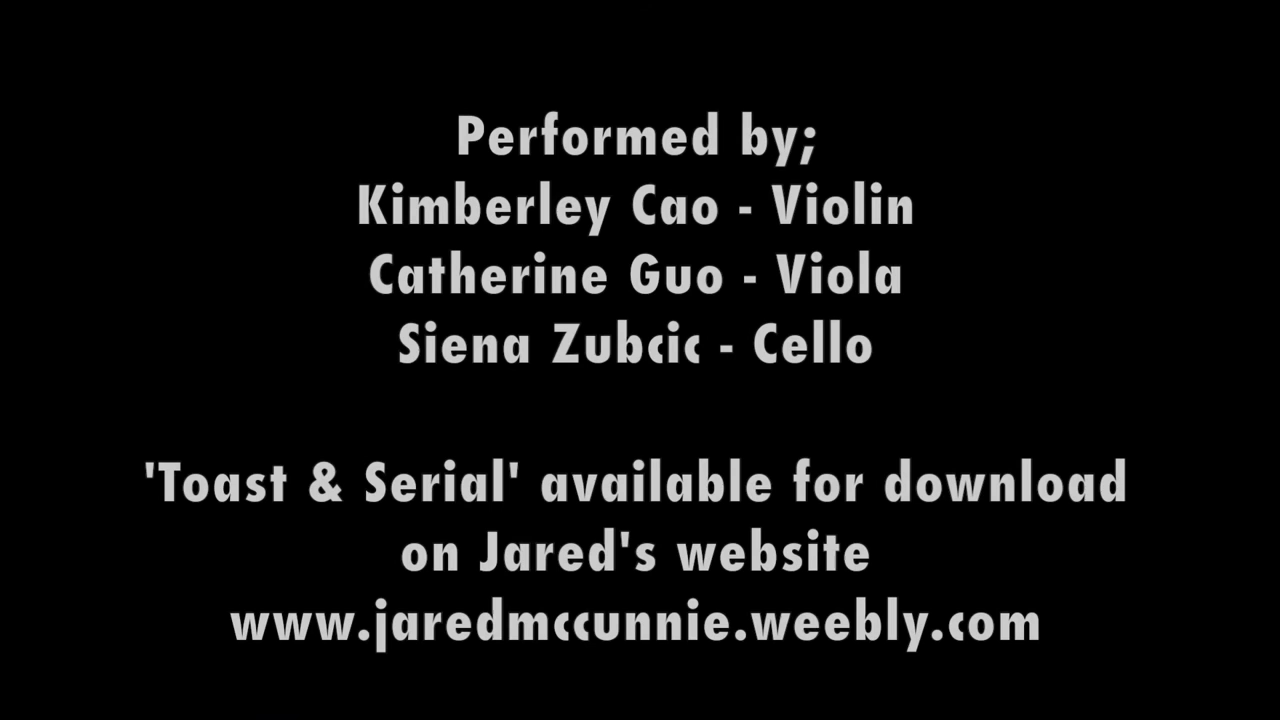 Performed by;
Kimberley Cao - Violin
Catherine Guo - Viola
Siena Zubcic - Cello
'Toast & Serial' available for download
on Jared's website
www.jaredmccunnie.weebly.com